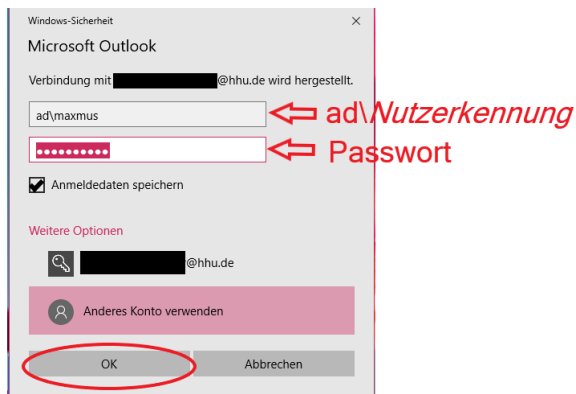 Windows-Sicherheit
Microsoft Outlook
Verbindung mit @hhu.de wird hergestellt.
ad\maxmus
ad\Nutzerkennung
Passwort
Anmeldedaten speichern
Weitere Optionen
@hhu.de
Anderes Konto verwenden
OK Abbrechen